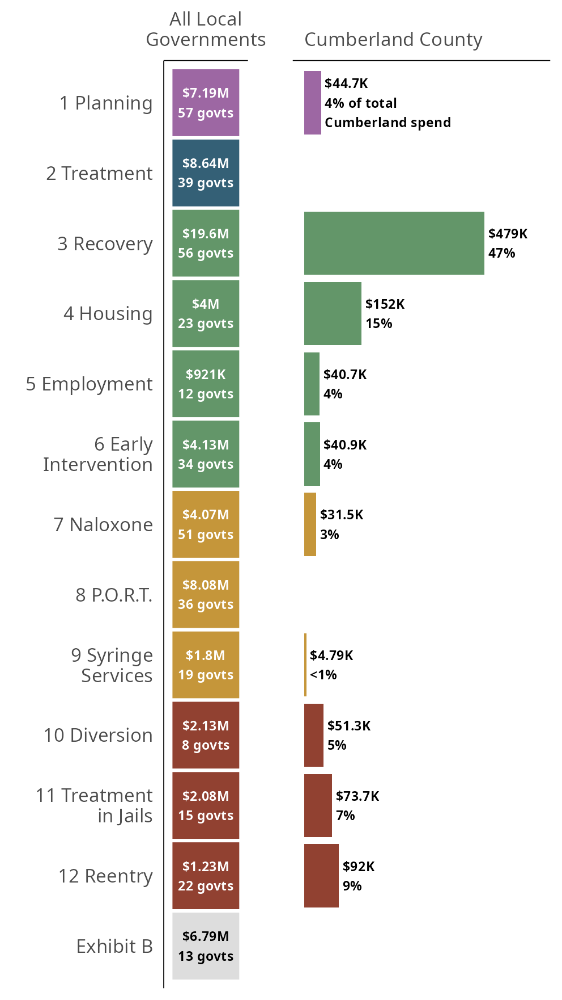 All Local
Governments
Cumberland County
1 Planning
$7.19M
57 govts
$44.7K
4% of total
Cumberland spend
2 Treatment
$8.64M
39 govts
3 Recovery
$19.6M
56 govts
$479K
47%
4 Housing
$4M
23 govts
$152K
15%
5 Employment
$921K
12 govts
$40.7K
4%
6 Early
Intervention
$4.13M
34 govts
$40.9K
4%
7 Naloxone
$4.07M
51 govts
$31.5K
3%
8 P.O.R.T.
$8.08M
36 govts
9 Syringe
Services
$1.8M
19 govts
$4.79K
<1%
10 Diversion
$2.13M
8 govts
$51.3K
5%
11 Treatment
in Jails
$2.08M
15 govts
$73.7K
7%
12 Reentry
$1.23M
22 govts
$92K
9%
Exhibit B
$6.79M
13 govts